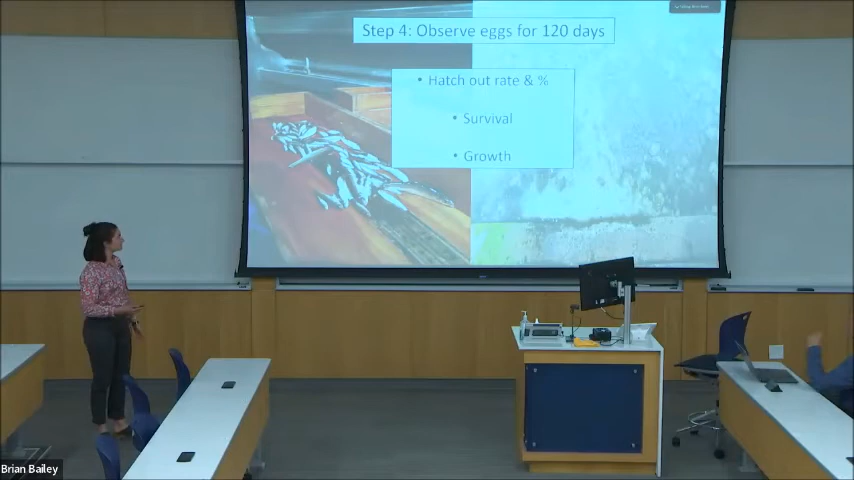 Step 4: Observe eggs for 120 days
• Hatch out rate & %
• Survival
• Growth
Brian Bailey